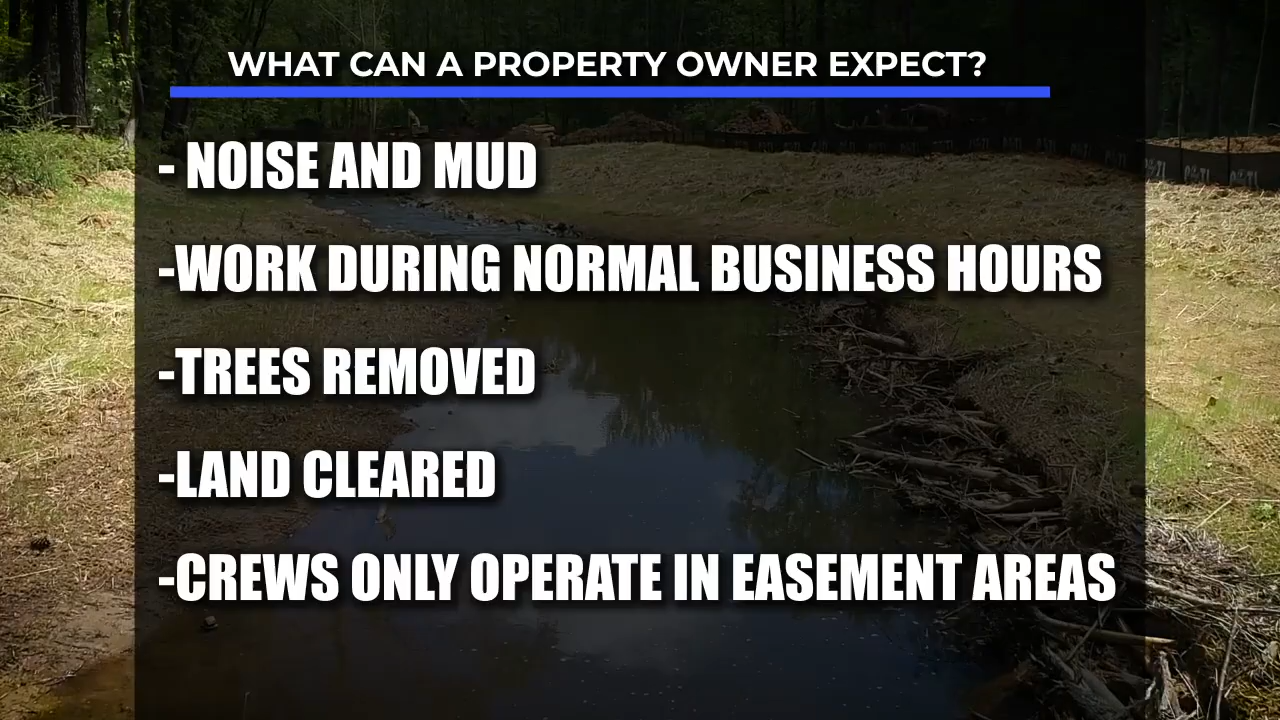 WHAT CAN A PROPERTY OWNER EXPECT?
- NOISE AND MUD
-WORK DURING NORMAL BUSINESS HOURS
-TREES REMOVED
-LAND CLEARED
-CREWS ONLY OPERATE IN EASEMENT AREAS